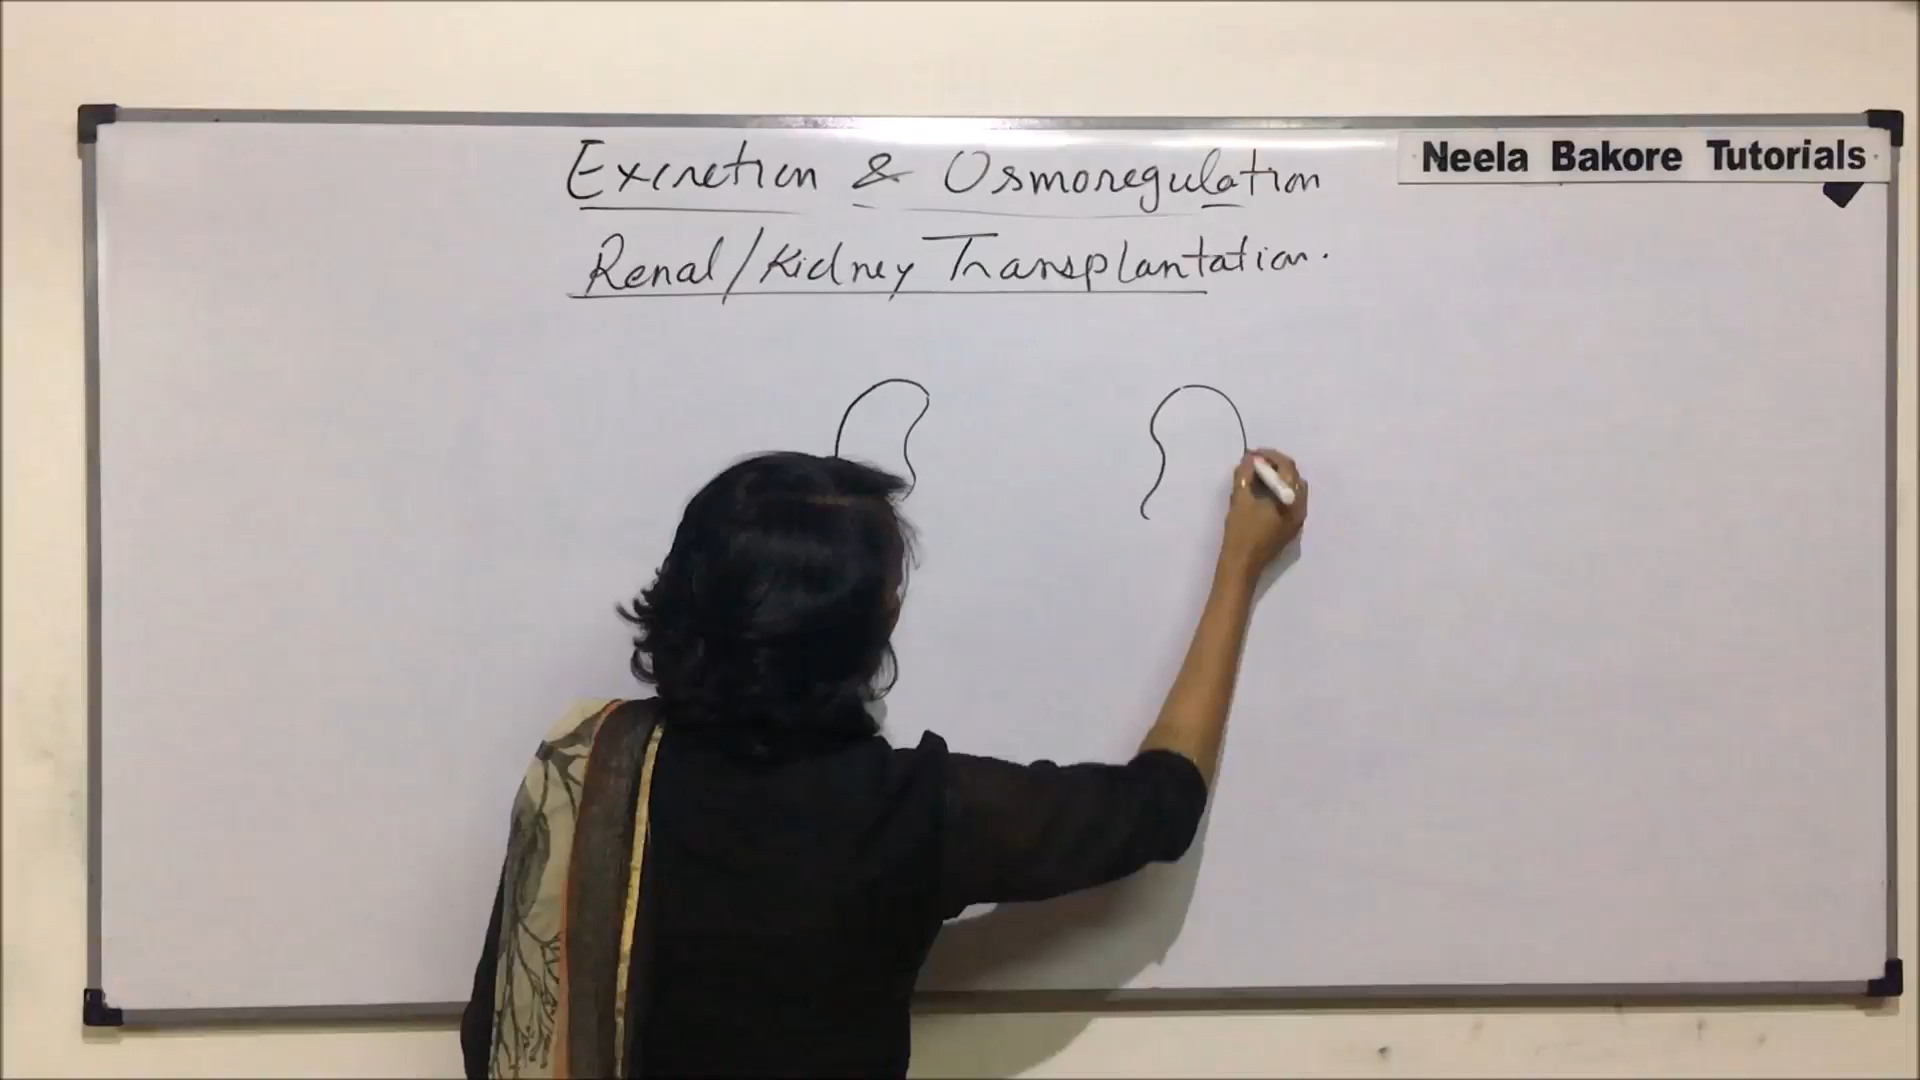 Excretion & Osmoregulation
Neela Bakore Tutorials
Renal/Kidney Transplantation.